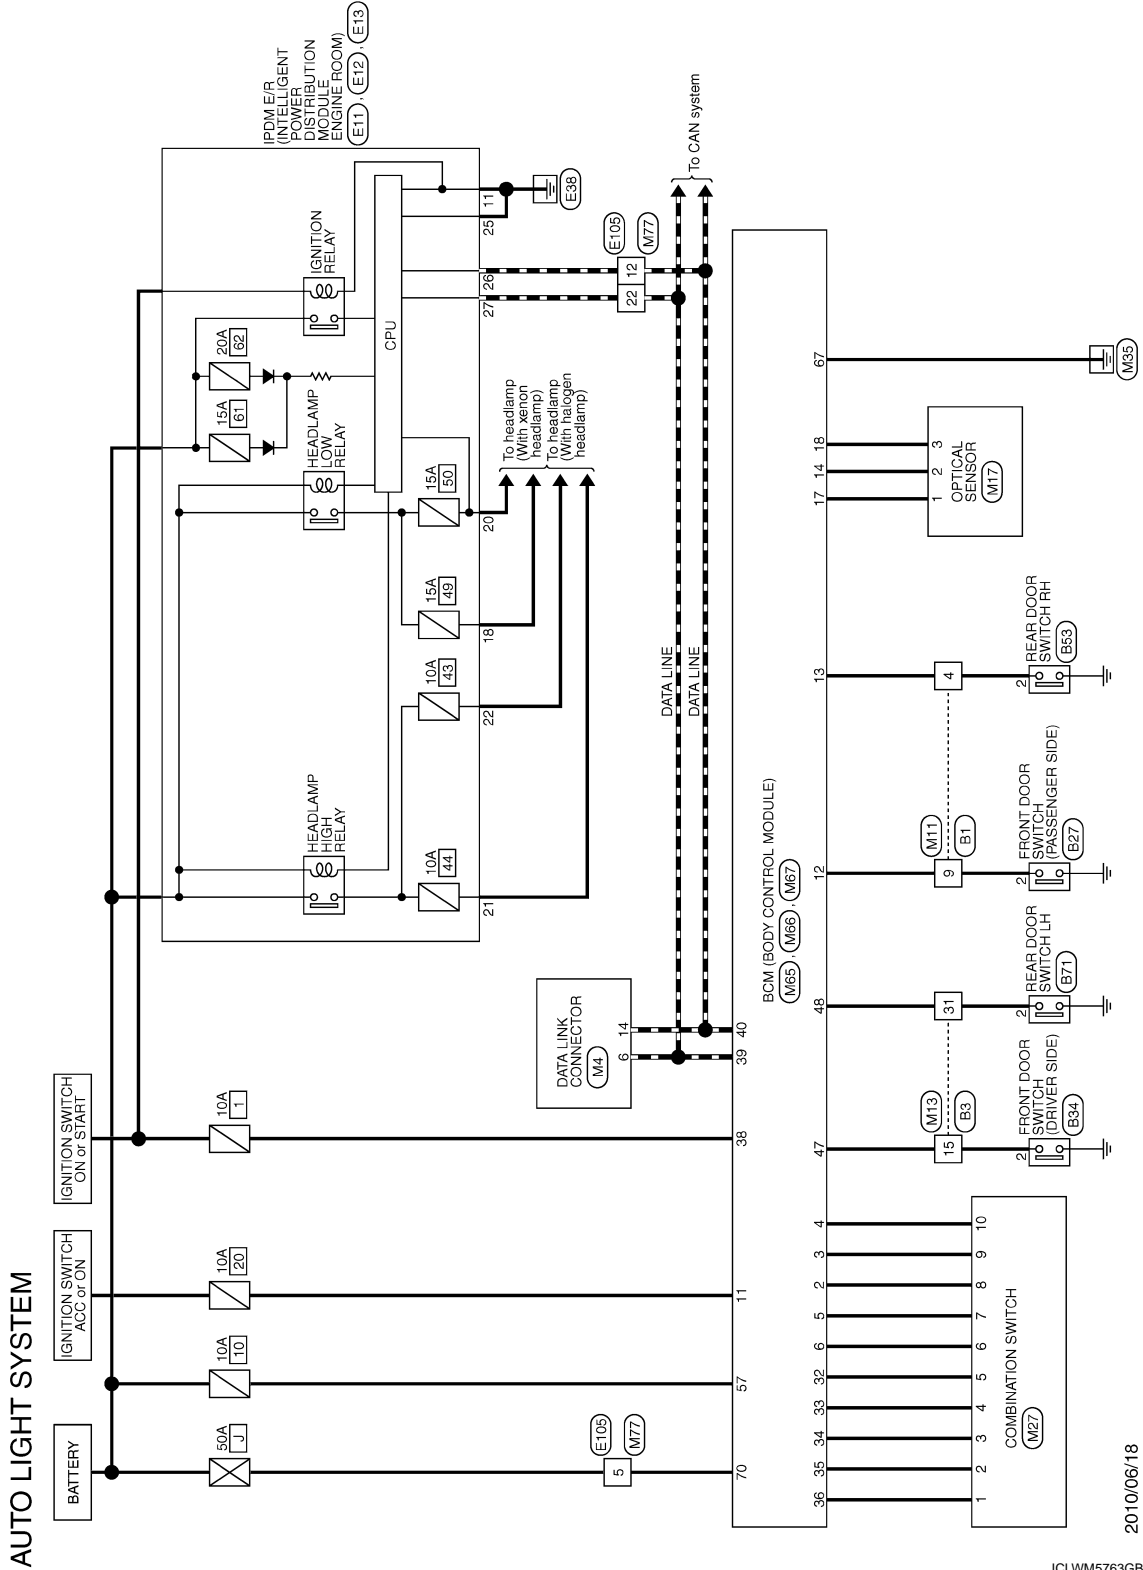 AUTO LIGHT SYSTEM
BATTERY
IGNITION SWITCH
ACC or ON
IGNITION SWITCH
ON or START
50A
J
10A
10
10A
20
10A
1
E105
M77
5
70
57
11
38
39
40
DATA LINK
CONNECTOR
M4
6
14
IPDM E/R
(INTELLIGENT
POWER
DISTRIBUTION
MODULE
ENGINE ROOM)
E11 , E12 , E13
HEADLAMP
HIGH
RELAY
HEADLAMP
LOW
RELAY
IGNITION
RELAY
15A
61
20A
62
CPU
10A
44
10A
43
15A
49
15A
50
21
22
18
20
27
26
25
11
E38
To headlamp
(With xenon
headlamp)
To headlamp
(With halogen
headlamp)
E105
M77
22
12
DATA LINE
DATA LINE
To CAN system
BCM (BODY CONTROL MODULE)
M65 , M66 , M67
36
35
34
33
32
6
5
2
3
4
47
48
12
13
17
14
18
67
1
2
3
4
5
6
7
8
9
10
COMBINATION SWITCH
M27
M13
B3
15
31
M11
B1
9
4
2
FRONT DOOR
SWITCH
(DRIVER SIDE)
B34
2
REAR DOOR
SWITCH LH
B71
2
FRONT DOOR
SWITCH
(PASSENGER SIDE)
B27
2
REAR DOOR
SWITCH RH
B53
1
2
3
OPTICAL
SENSOR
M17
M35
2010/06/18
JCLWM5763GB